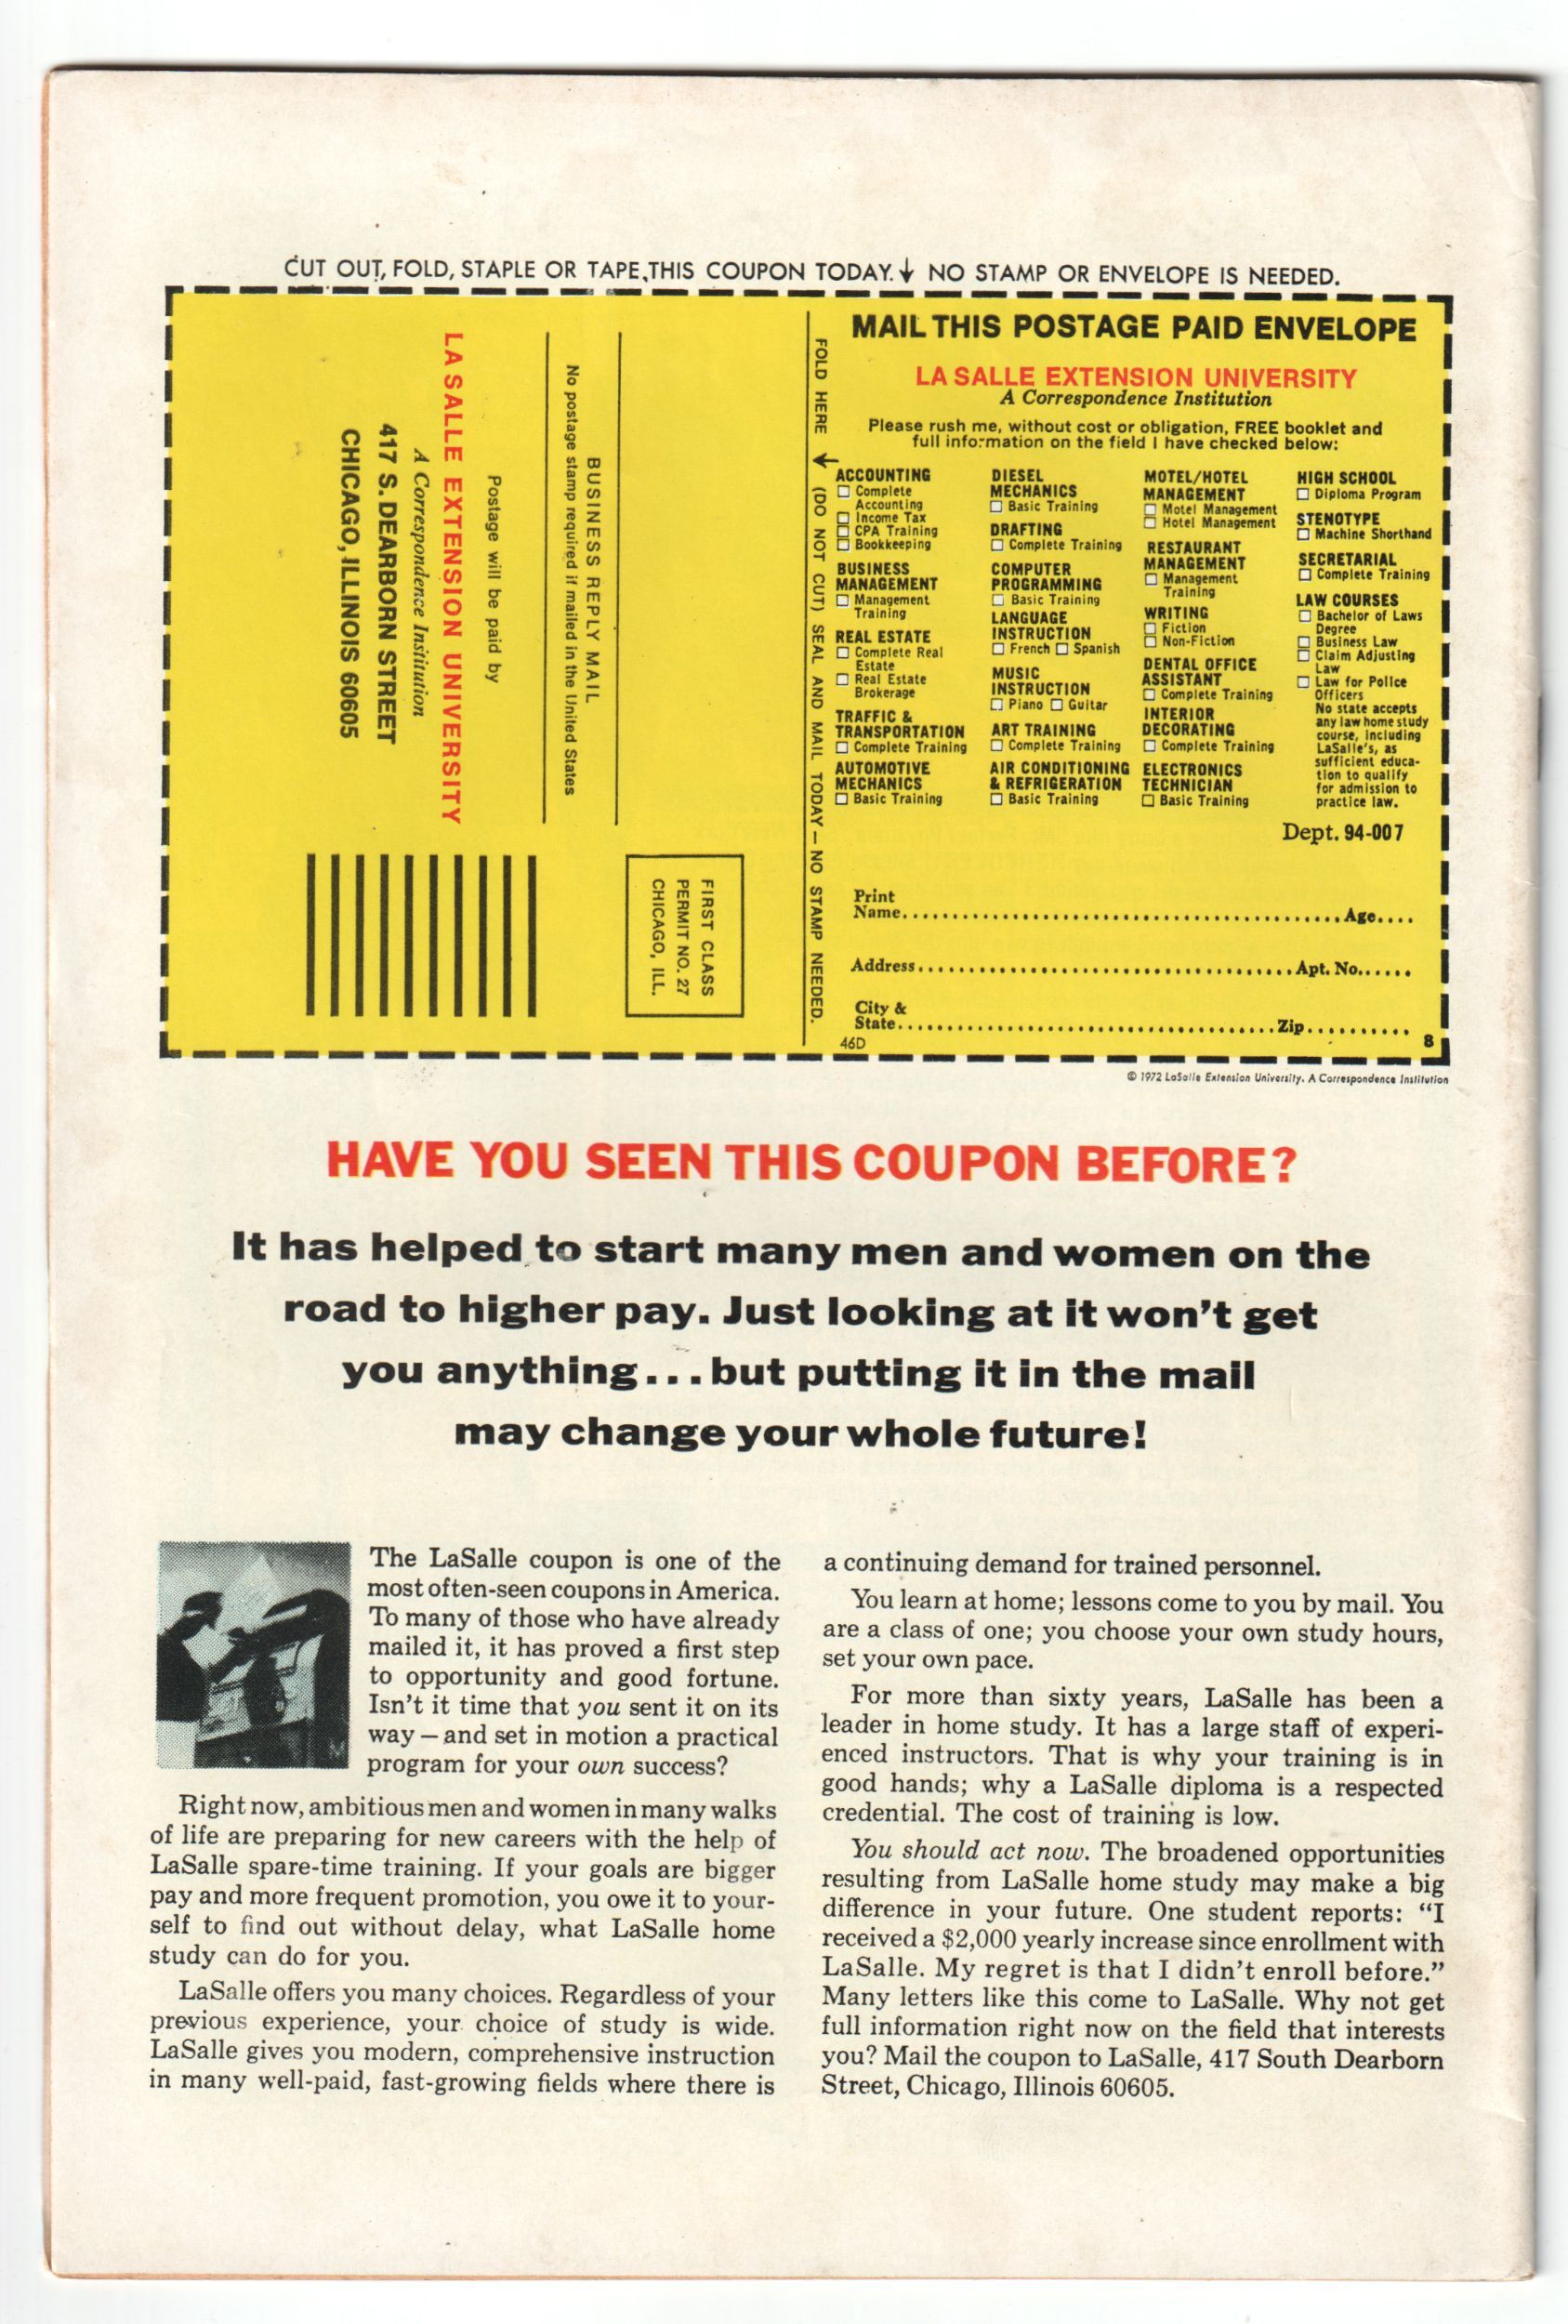 CUT OUT, FOLD, STAPLE OR TAPE THIS COUPON TODAY. ↓ NO STAMP OR ENVELOPE IS NEEDED.
FIRST CLASS
PERMIT NO. 27
CHICAGO, ILL.
BUSINESS REPLY MAIL
No postage stamp required if mailed in the United States
Postage will be paid by
LA SALLE EXTENSION UNIVERSITY
A Correspondence Institution
417 S. DEARBORN STREET
CHICAGO, ILLINOIS 60605
FOLD HERE ↓ (DO NOT CUT) SEAL AND MAIL TODAY — NO STAMP NEEDED.
MAIL THIS POSTAGE PAID ENVELOPE
LA SALLE EXTENSION UNIVERSITY
A Correspondence Institution
Please rush me, without cost or obligation, FREE booklet and
full information on the field I have checked below:
ACCOUNTING
☐ Complete
Accounting
☐ Income Tax
☐ CPA Training
☐ Bookkeeping
BUSINESS
MANAGEMENT
☐ Management
Training
REAL ESTATE
☐ Complete Real
Estate
☐ Real Estate
Brokerage
TRAFFIC &
TRANSPORTATION
☐ Complete Training
AUTOMOTIVE
MECHANICS
☐ Basic Training
DIESEL
MECHANICS
☐ Basic Training
DRAFTING
☐ Complete Training
COMPUTER
PROGRAMMING
☐ Basic Training
LANGUAGE
INSTRUCTION
☐ French ☐ Spanish
MUSIC
INSTRUCTION
☐ Piano ☐ Guitar
ART TRAINING
☐ Complete Training
AIR CONDITIONING
& REFRIGERATION
☐ Basic Training
MOTEL/HOTEL
MANAGEMENT
☐ Motel Management
☐ Hotel Management
RESTAURANT
MANAGEMENT
☐ Management
Training
WRITING
☐ Fiction
☐ Non-Fiction
DENTAL OFFICE
ASSISTANT
☐ Complete Training
INTERIOR
DECORATING
☐ Complete Training
ELECTRONICS
TECHNICIAN
☐ Basic Training
HIGH SCHOOL
☐ Diploma Program
STENOTYPE
☐ Machine Shorthand
SECRETARIAL
☐ Complete Training
LAW COURSES
☐ Bachelor of Laws
Degree
☐ Business Law
☐ Claim Adjusting
Law
☐ Law for Police
Officers
No state accepts
any law home study
course, including
LaSalle's, as
sufficient educa-
tion to qualify
for admission to
practice law.
Dept. 94-007
Print
Name.......... Age....
Address.......... Apt. No......
City &
State.......... Zip..........
46D 8
© 1972 LaSalle Extension University. A Correspondence Institution
HAVE YOU SEEN THIS COUPON BEFORE?
It has helped to start many men and women on the
road to higher pay. Just looking at it won't get
you anything...but putting it in the mail
may change your whole future!
The LaSalle coupon is one of the
most often-seen coupons in America.
To many of those who have already
mailed it, it has proved a first step
to opportunity and good fortune.
Isn't it time that you sent it on its
way — and set in motion a practical
program for your own success?
Right now, ambitious men and women in many walks
of life are preparing for new careers with the help of
LaSalle spare-time training. If your goals are bigger
pay and more frequent promotion, you owe it to your-
self to find out without delay, what LaSalle home
study can do for you.
LaSalle offers you many choices. Regardless of your
previous experience, your choice of study is wide.
LaSalle gives you modern, comprehensive instruction
in many well-paid, fast-growing fields where there is
a continuing demand for trained personnel.
You learn at home; lessons come to you by mail. You
are a class of one; you choose your own study hours,
set your own pace.
For more than sixty years, LaSalle has been a
leader in home study. It has a large staff of experi-
enced instructors. That is why your training is in
good hands; why a LaSalle diploma is a respected
credential. The cost of training is low.
You should act now. The broadened opportunities
resulting from LaSalle home study may make a big
difference in your future. One student reports: “I
received a $2,000 yearly increase since enrollment with
LaSalle. My regret is that I didn't enroll before.”
Many letters like this come to LaSalle. Why not get
full information right now on the field that interests
you? Mail the coupon to LaSalle, 417 South Dearborn
Street, Chicago, Illinois 60605.